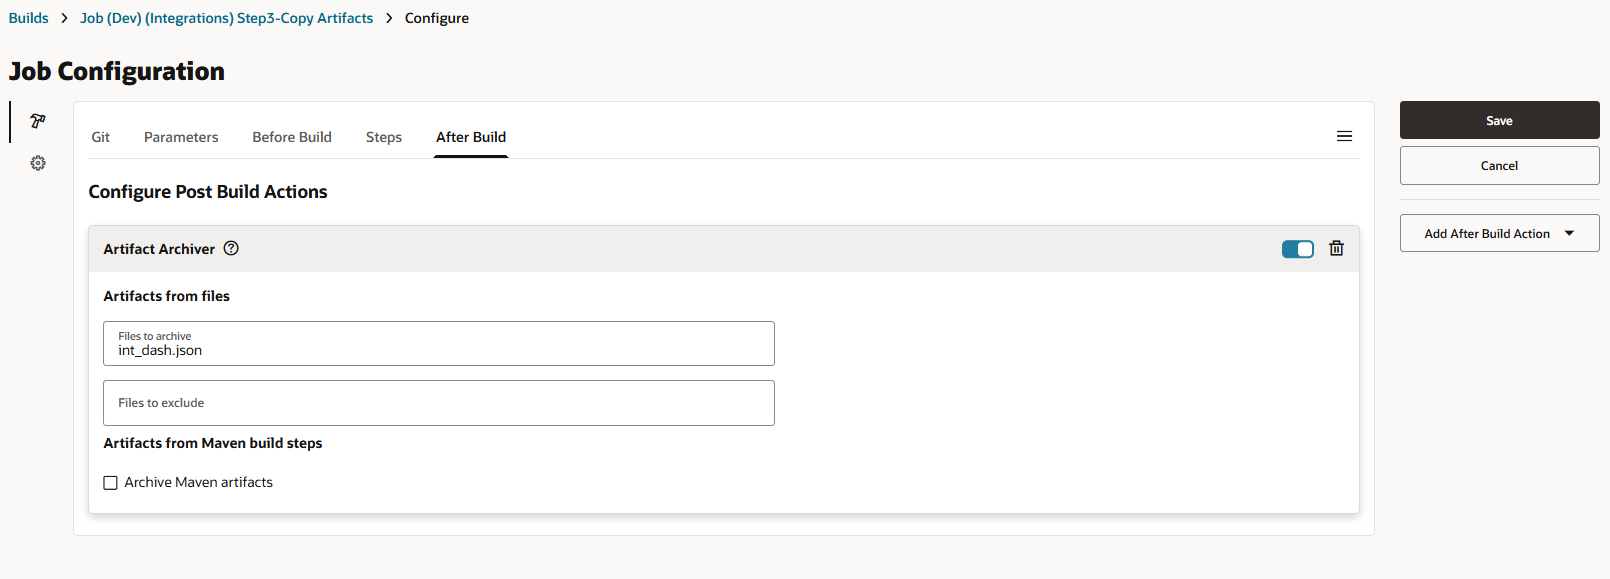 Builds > Job (Dev) (Integrations) Step3-Copy Artifacts > Configure
Job Configuration
Git Parameters Before Build Steps After Build
Configure Post Build Actions
Artifact Archiver ?
Artifacts from files
Files to archive
int_dash.json
Files to exclude
Artifacts from Maven build steps
Archive Maven artifacts
Save
Cancel
Add After Build Action